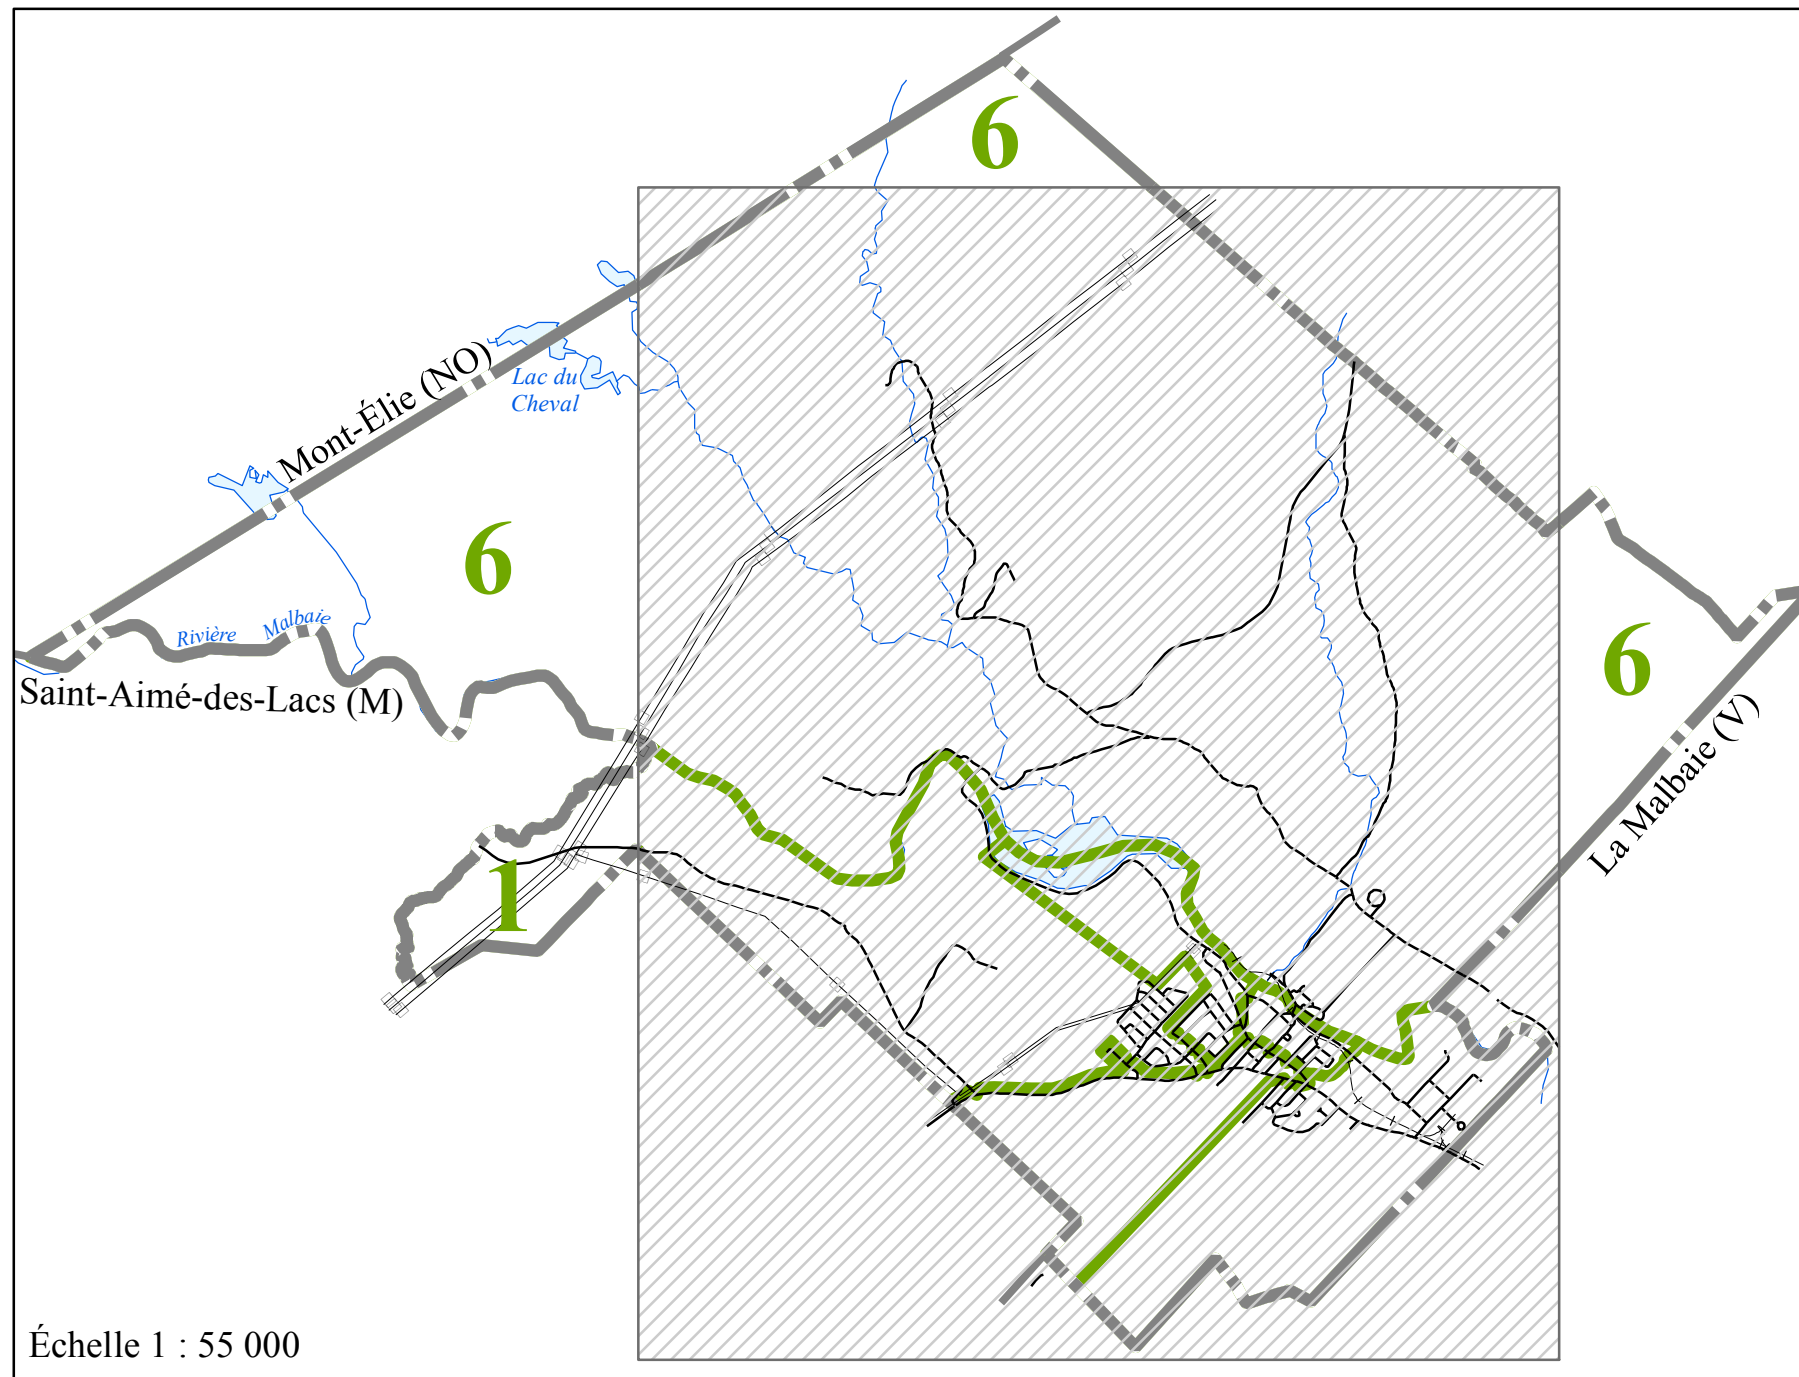 6
Mont-Élie (NO)
Lac du
Cheval
6
Rivière Malbaie
6
Saint-Aimé-des-Lacs (M)
La Malbaie (V)
1
Échelle 1 : 55 000